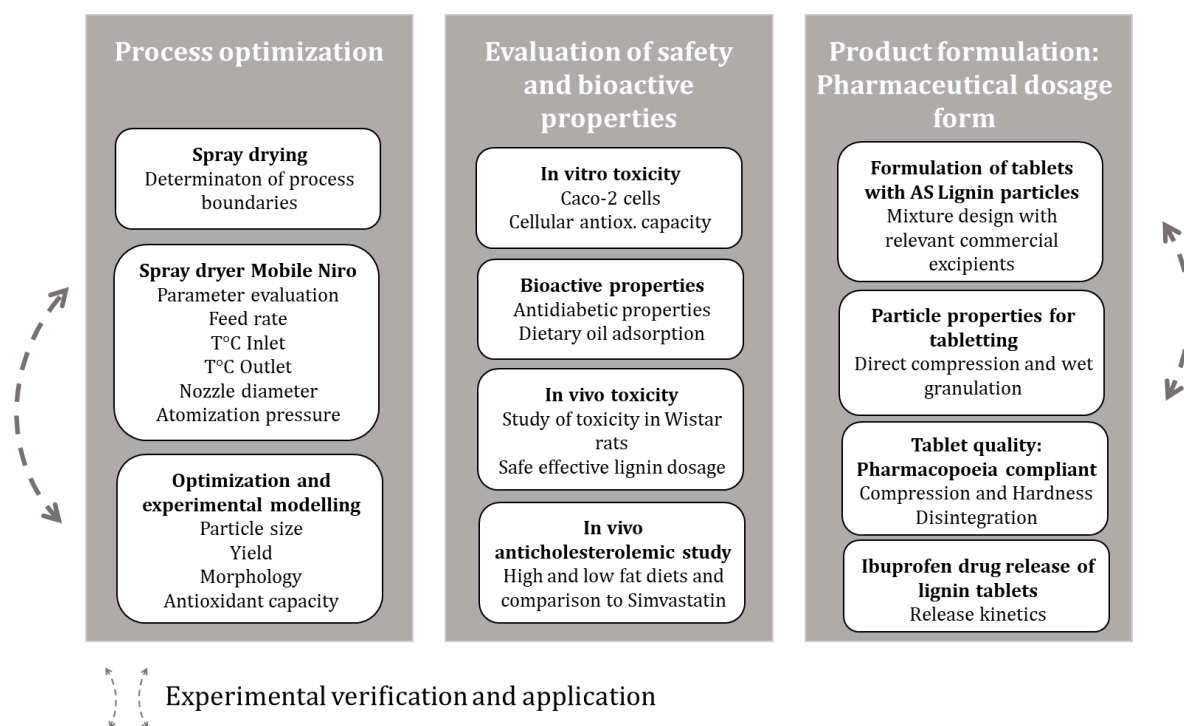 Process optimization
Spray drying
Determinaton of process
boundaries
Spray dryer Mobile Niro
Parameter evaluation
Feed rate
T°C Inlet
T°C Outlet
Nozzle diameter
Atomization pressure
Optimization and
experimental modelling
Particle size
Yield
Morphology
Antioxidant capacity
Evaluation of safety
and bioactive
properties
In vitro toxicity
Caco-2 cells
Cellular antiox. capacity
Bioactive properties
Antidiabetic properties
Dietary oil adsorption
In vivo toxicity
Study of toxicity in Wistar
rats
Safe effective lignin dosage
In vivo
anticholesterolemic study
High and low fat diets and
comparison to Simvastatin
Product formulation:
Pharmaceutical dosage
form
Formulation of tablets
with AS Lignin particles
Mixture design with
relevant commercial
excipients
Particle properties for
tabletting
Direct compression and wet
granulation
Tablet quality:
Pharmacopoeia compliant
Compression and Hardness
Disintegration
Ibuprofen drug release of
lignin tablets
Release kinetics
Experimental verification and application